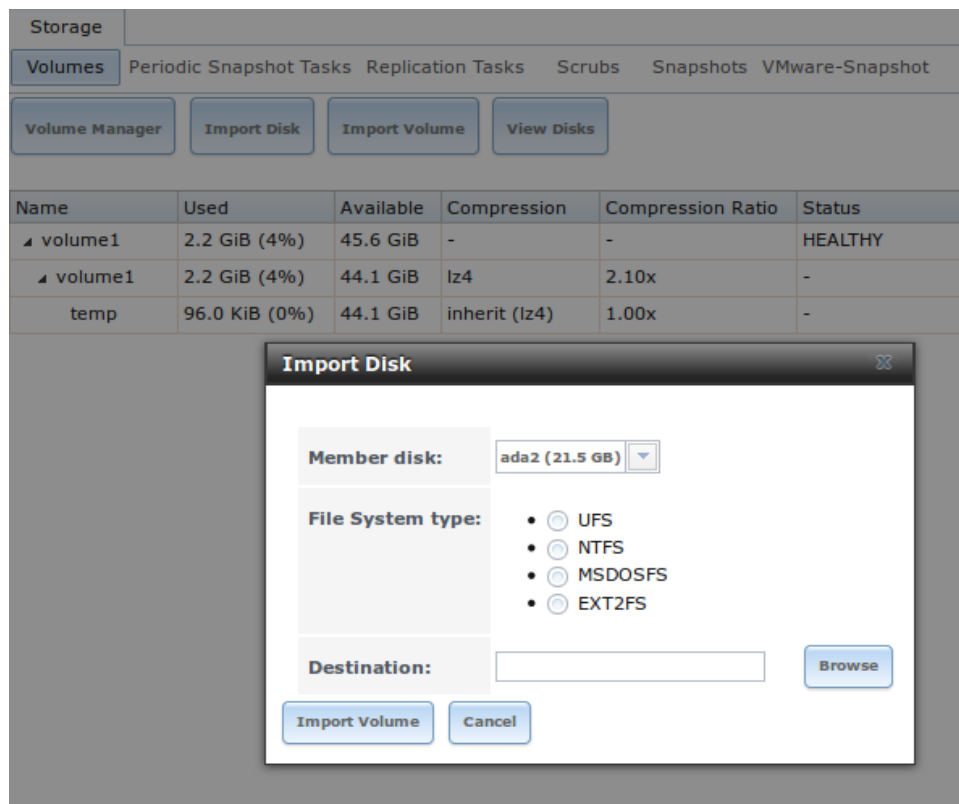 Storage
Volumes Periodic Snapshot Tasks Replication Tasks Scrubs Snapshots VMware-Snapshot
Volume Manager Import Disk Import Volume View Disks
Name Used Available Compression Compression Ratio Status
volume1 2.2 GiB (4%) 45.6 GiB - - HEALTHY
volume1 2.2 GiB (4%) 44.1 GiB lz4 2.10x -
temp 96.0 KiB (0%) 44.1 GiB inherit (lz4) 1.00x -
Import Disk
Member disk: ada2 (21.5 GB)
File System type:
UFS
NTFS
MSDOSFS
EXT2FS
Destination: Browse
Import Volume Cancel